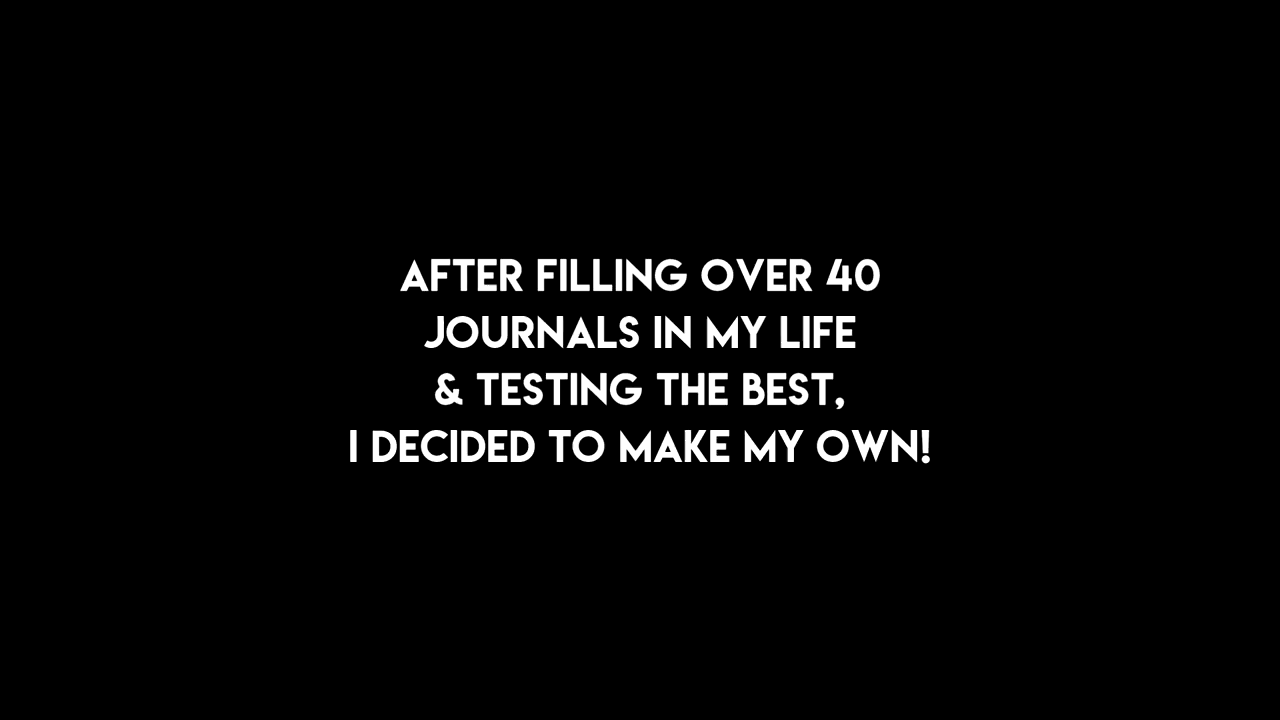 AFTER FILLING OVER 40
JOURNALS IN MY LIFE
& TESTING THE BEST,
I DECIDED TO MAKE MY OWN!